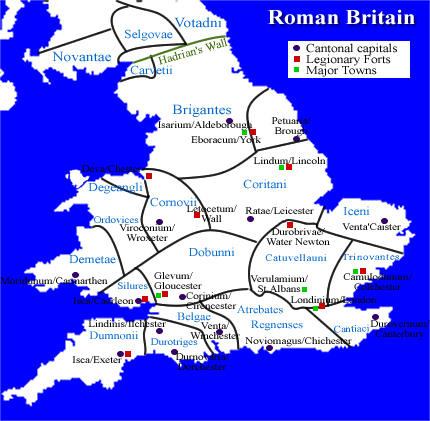 Roman Britain
Cantonal capitals
Legionary Forts
Major Towns
Votadni
Selgovae
Hadrian's Wall
Novantae
Carvetii
Brigantes
Isarium/Aldeborough
Eboracum/York
Petuaria/
Brough
Lindum/Lincoln
Deva/Chester
Degeangli
Coritani
Cornovii
Letocetum/
Wall
Ordovices
Viroconium/
Wroxeter
Ratae/Leicester
Iceni
Venta'Caister
Durobrivae/
Water Newton
Dobunni
Catuvellauni
Trinovantes
Demetae
Moridunum/Carmarthen
Silures
Glevum/
Gloucester
Verulamium/
St.Albans
Camulodunum/
Colchester
Isca/Caerleon
Corinium/
Cirencester
Londinium/London
Belgae
Atrebates
Regnenses
Lindinis/Ilchester
Venta/
Winchester
Cantiaci
Durovernum/
Canterbury
Dumnonii
Durotriges
Noviomagus/Chichester
Isca/Exeter
Durnovaria/
Dorchester